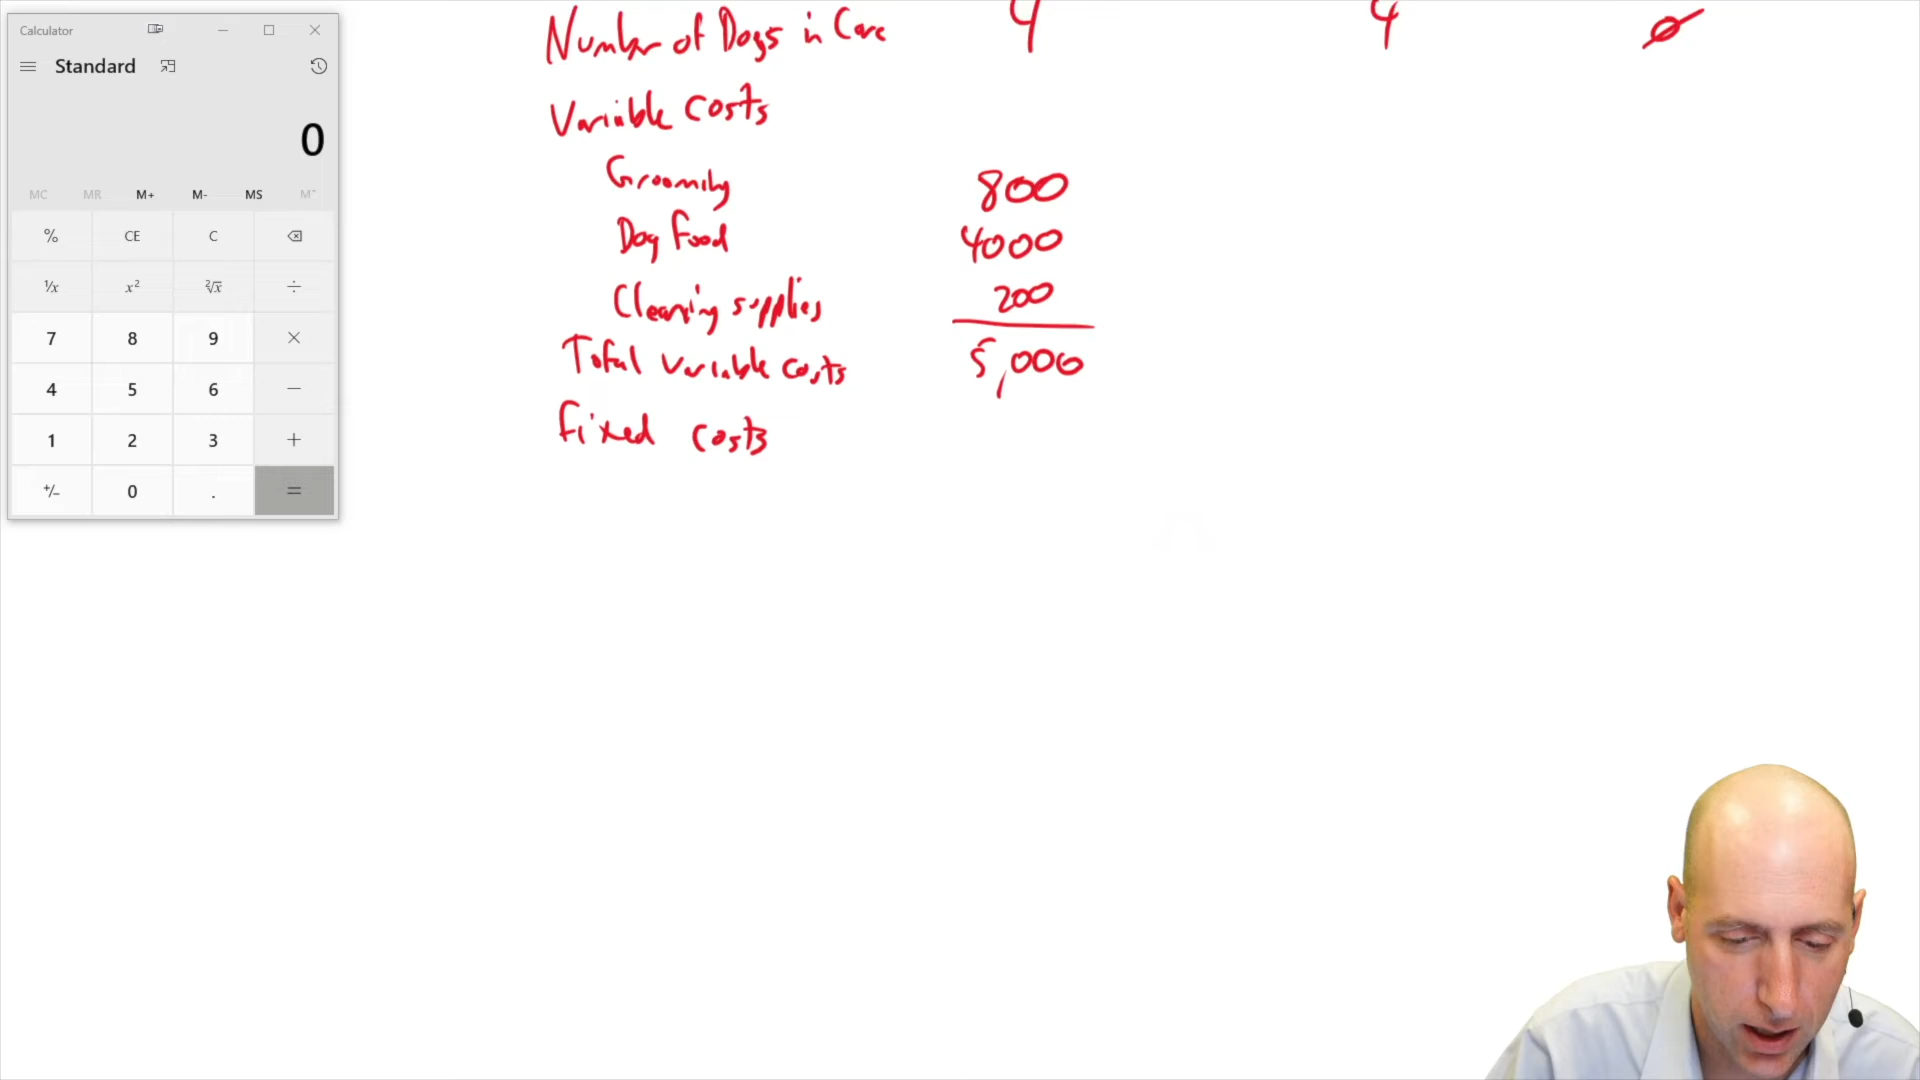 Calculator
Standard
0
MC MR M+ M- MS M˅
% CE C ⌫
¹/x x² ²√x ÷
7 8 9 ×
4 5 6 −
1 2 3 +
+/− 0 . =
Number of Dogs in Care 4 4 ø
Variable costs
Grooming 800
Dog food 4000
Cleaning supplies 200
Total variable costs 5,000
fixed costs